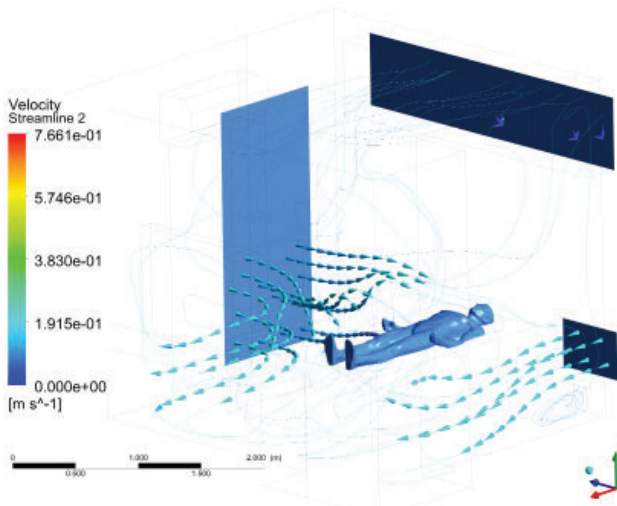 Velocity
Streamline 2
7.661e-01
5.746e-01
3.830e-01
1.915e-01
0.000e+00
[m s^-1]
0 1.000 2.000 (m)
0.500 1.500